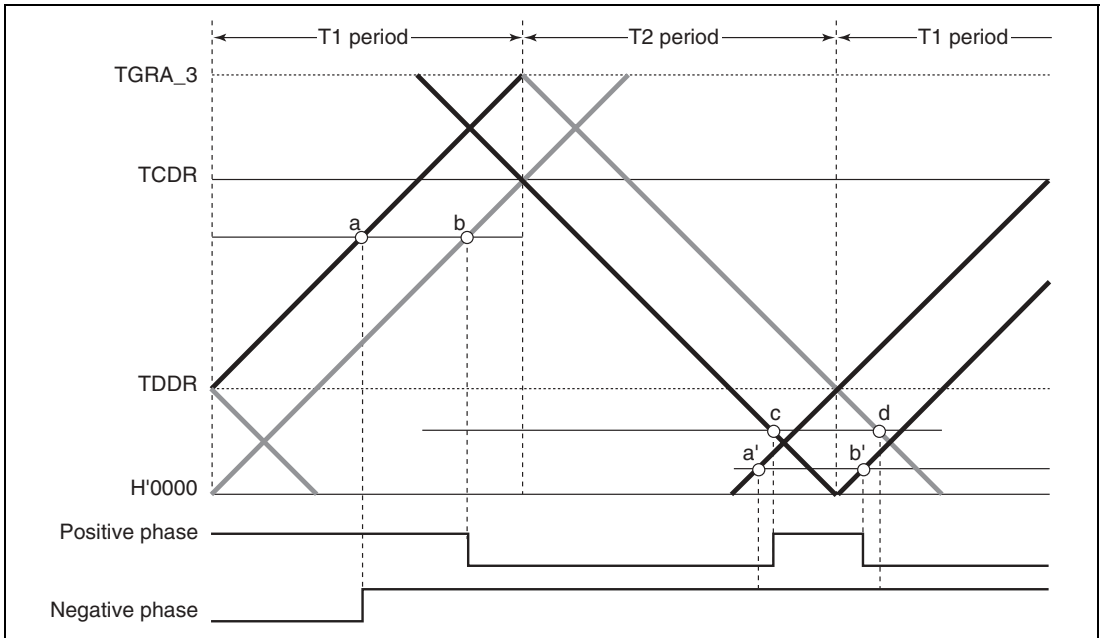 T1 period T2 period T1 period
TGRA_3
TCDR
a b
TDDR
c d
a' b'
H'0000
Positive phase
Negative phase